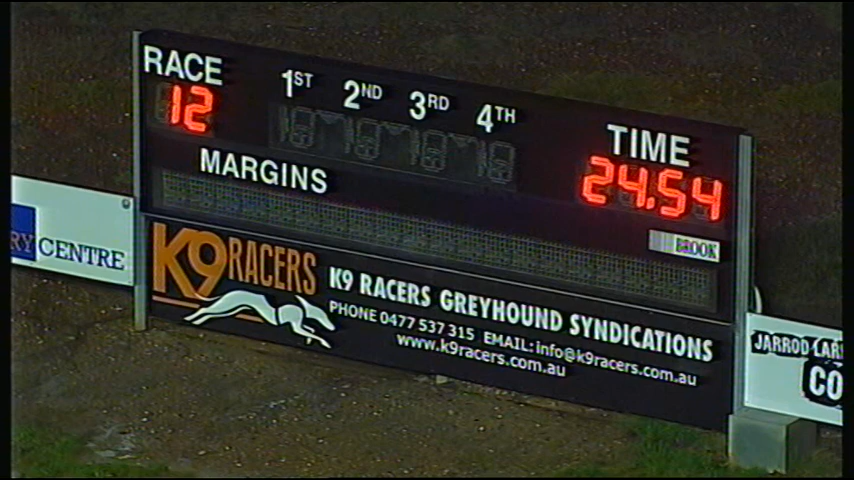 RACE 1ST 2ND 3RD 4TH TIME
12 24.54
MARGINS
BROOK
RY CENTRE
K9 RACERS
K9 RACERS GREYHOUND SYNDICATIONS
PHONE 0477 537 315 EMAIL: info@k9racers.com.au
www.k9racers.com.au
JARROD LAR
CO